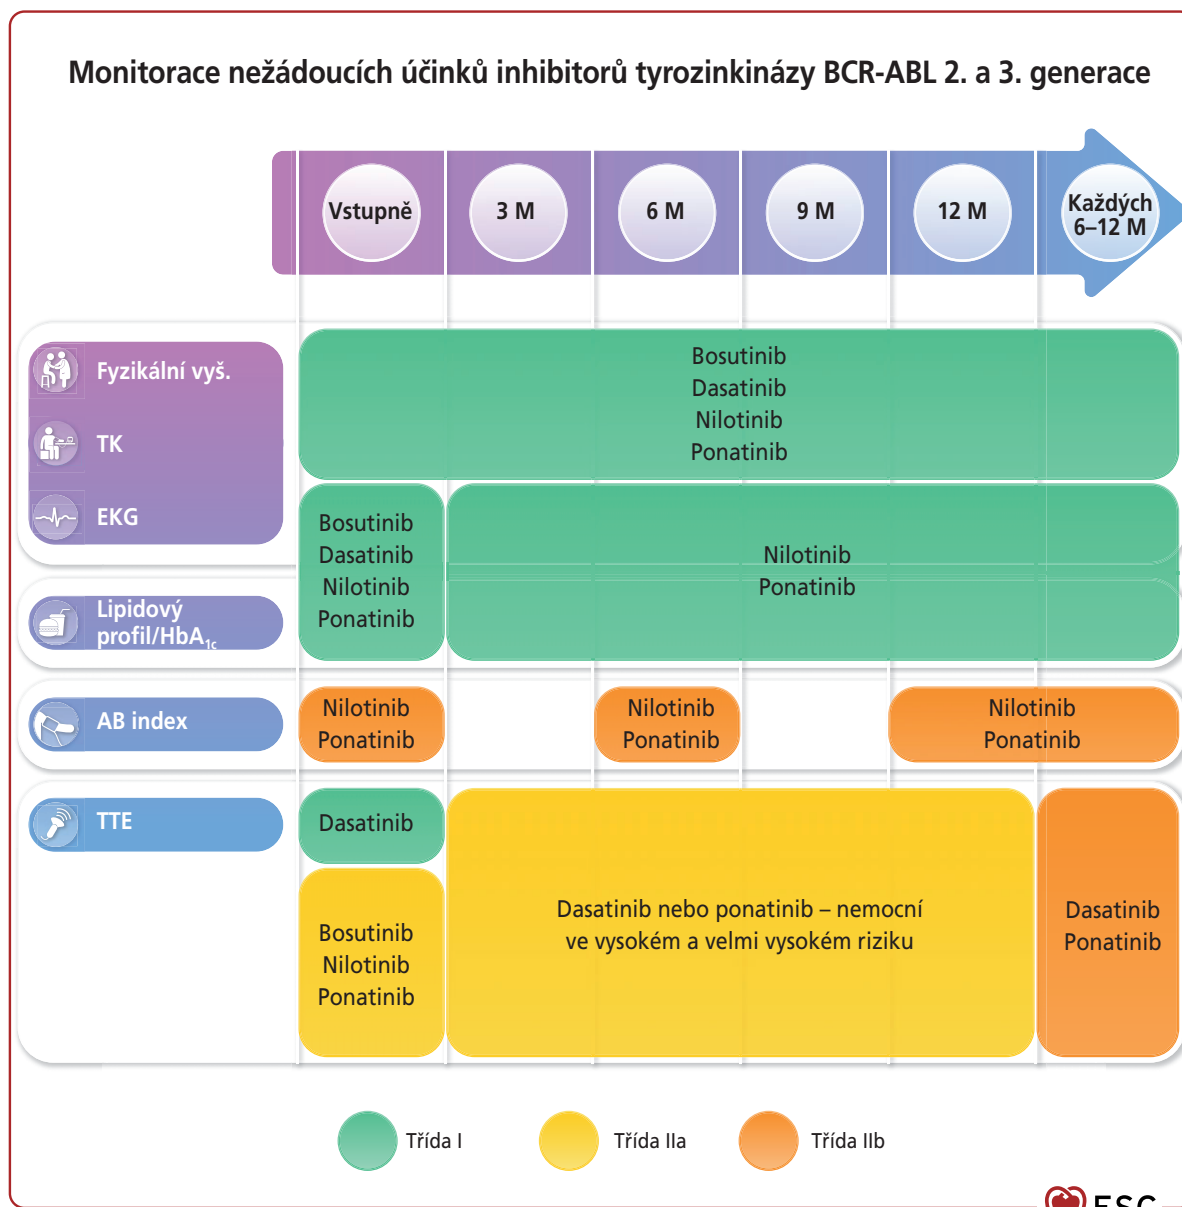 Monitorace nežádoucích účinků inhibitorů tyrozinkinázy BCR-ABL 2. a 3. generace
Vstupně
3 M
6 M
9 M
12 M
Každých
6–12 M
Fyzikální vyš.
TK
EKG
Bosutinib
Dasatinib
Nilotinib
Ponatinib
Bosutinib
Dasatinib
Nilotinib
Ponatinib
Nilotinib
Ponatinib
Lipidový
profil/HbA1c
AB index
Nilotinib
Ponatinib
Nilotinib
Ponatinib
Nilotinib
Ponatinib
TTE
Dasatinib
Bosutinib
Nilotinib
Ponatinib
Dasatinib nebo ponatinib – nemocní
ve vysokém a velmi vysokém riziku
Dasatinib
Ponatinib
Třída I
Třída IIa
Třída IIb
ESC